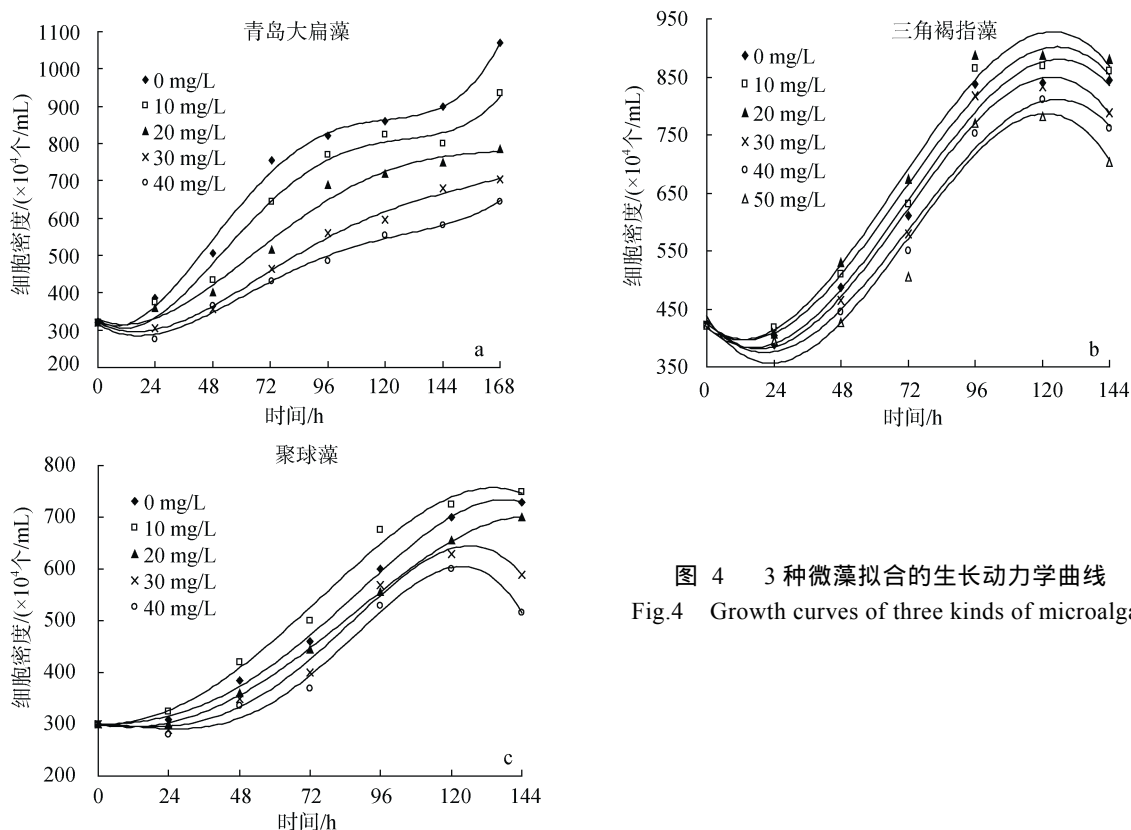 青岛大扁藻
1100
1000
900
800
700
600
500
400
300
200
细胞密度/(×10⁴个/mL)
0 mg/L
10 mg/L
20 mg/L
30 mg/L
40 mg/L
a
0 24 48 72 96 120 144 168
时间/h
三角褐指藻
950
850
750
650
550
450
350
细胞密度/(×10⁴个/mL)
0 mg/L
10 mg/L
20 mg/L
30 mg/L
40 mg/L
50 mg/L
b
0 24 48 72 96 120 144
时间/h
聚球藻
800
700
600
500
400
300
200
细胞密度/(×10⁴个/mL)
0 mg/L
10 mg/L
20 mg/L
30 mg/L
40 mg/L
c
0 24 48 72 96 120 144
时间/h
图 4 3 种微藻拟合的生长动力学曲线
Fig.4 Growth curves of three kinds of microalga